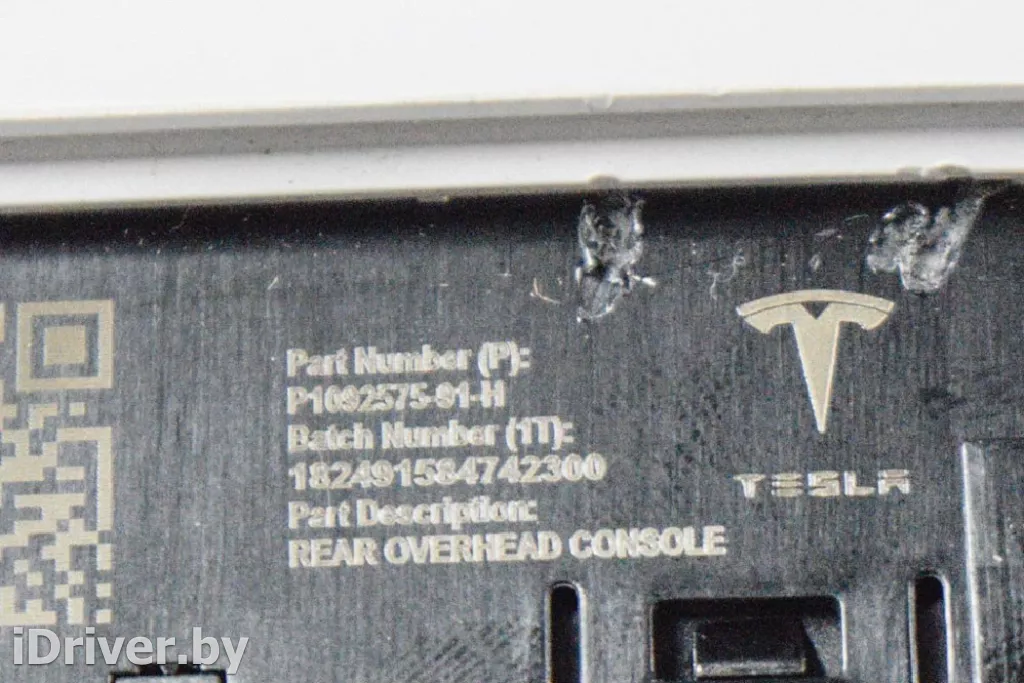 Part Number (P):
P1092575-91-H
Batch Number (1T):
182491584742300
Part Description:
REAR OVERHEAD CONSOLE
TESLA
iDriver.by